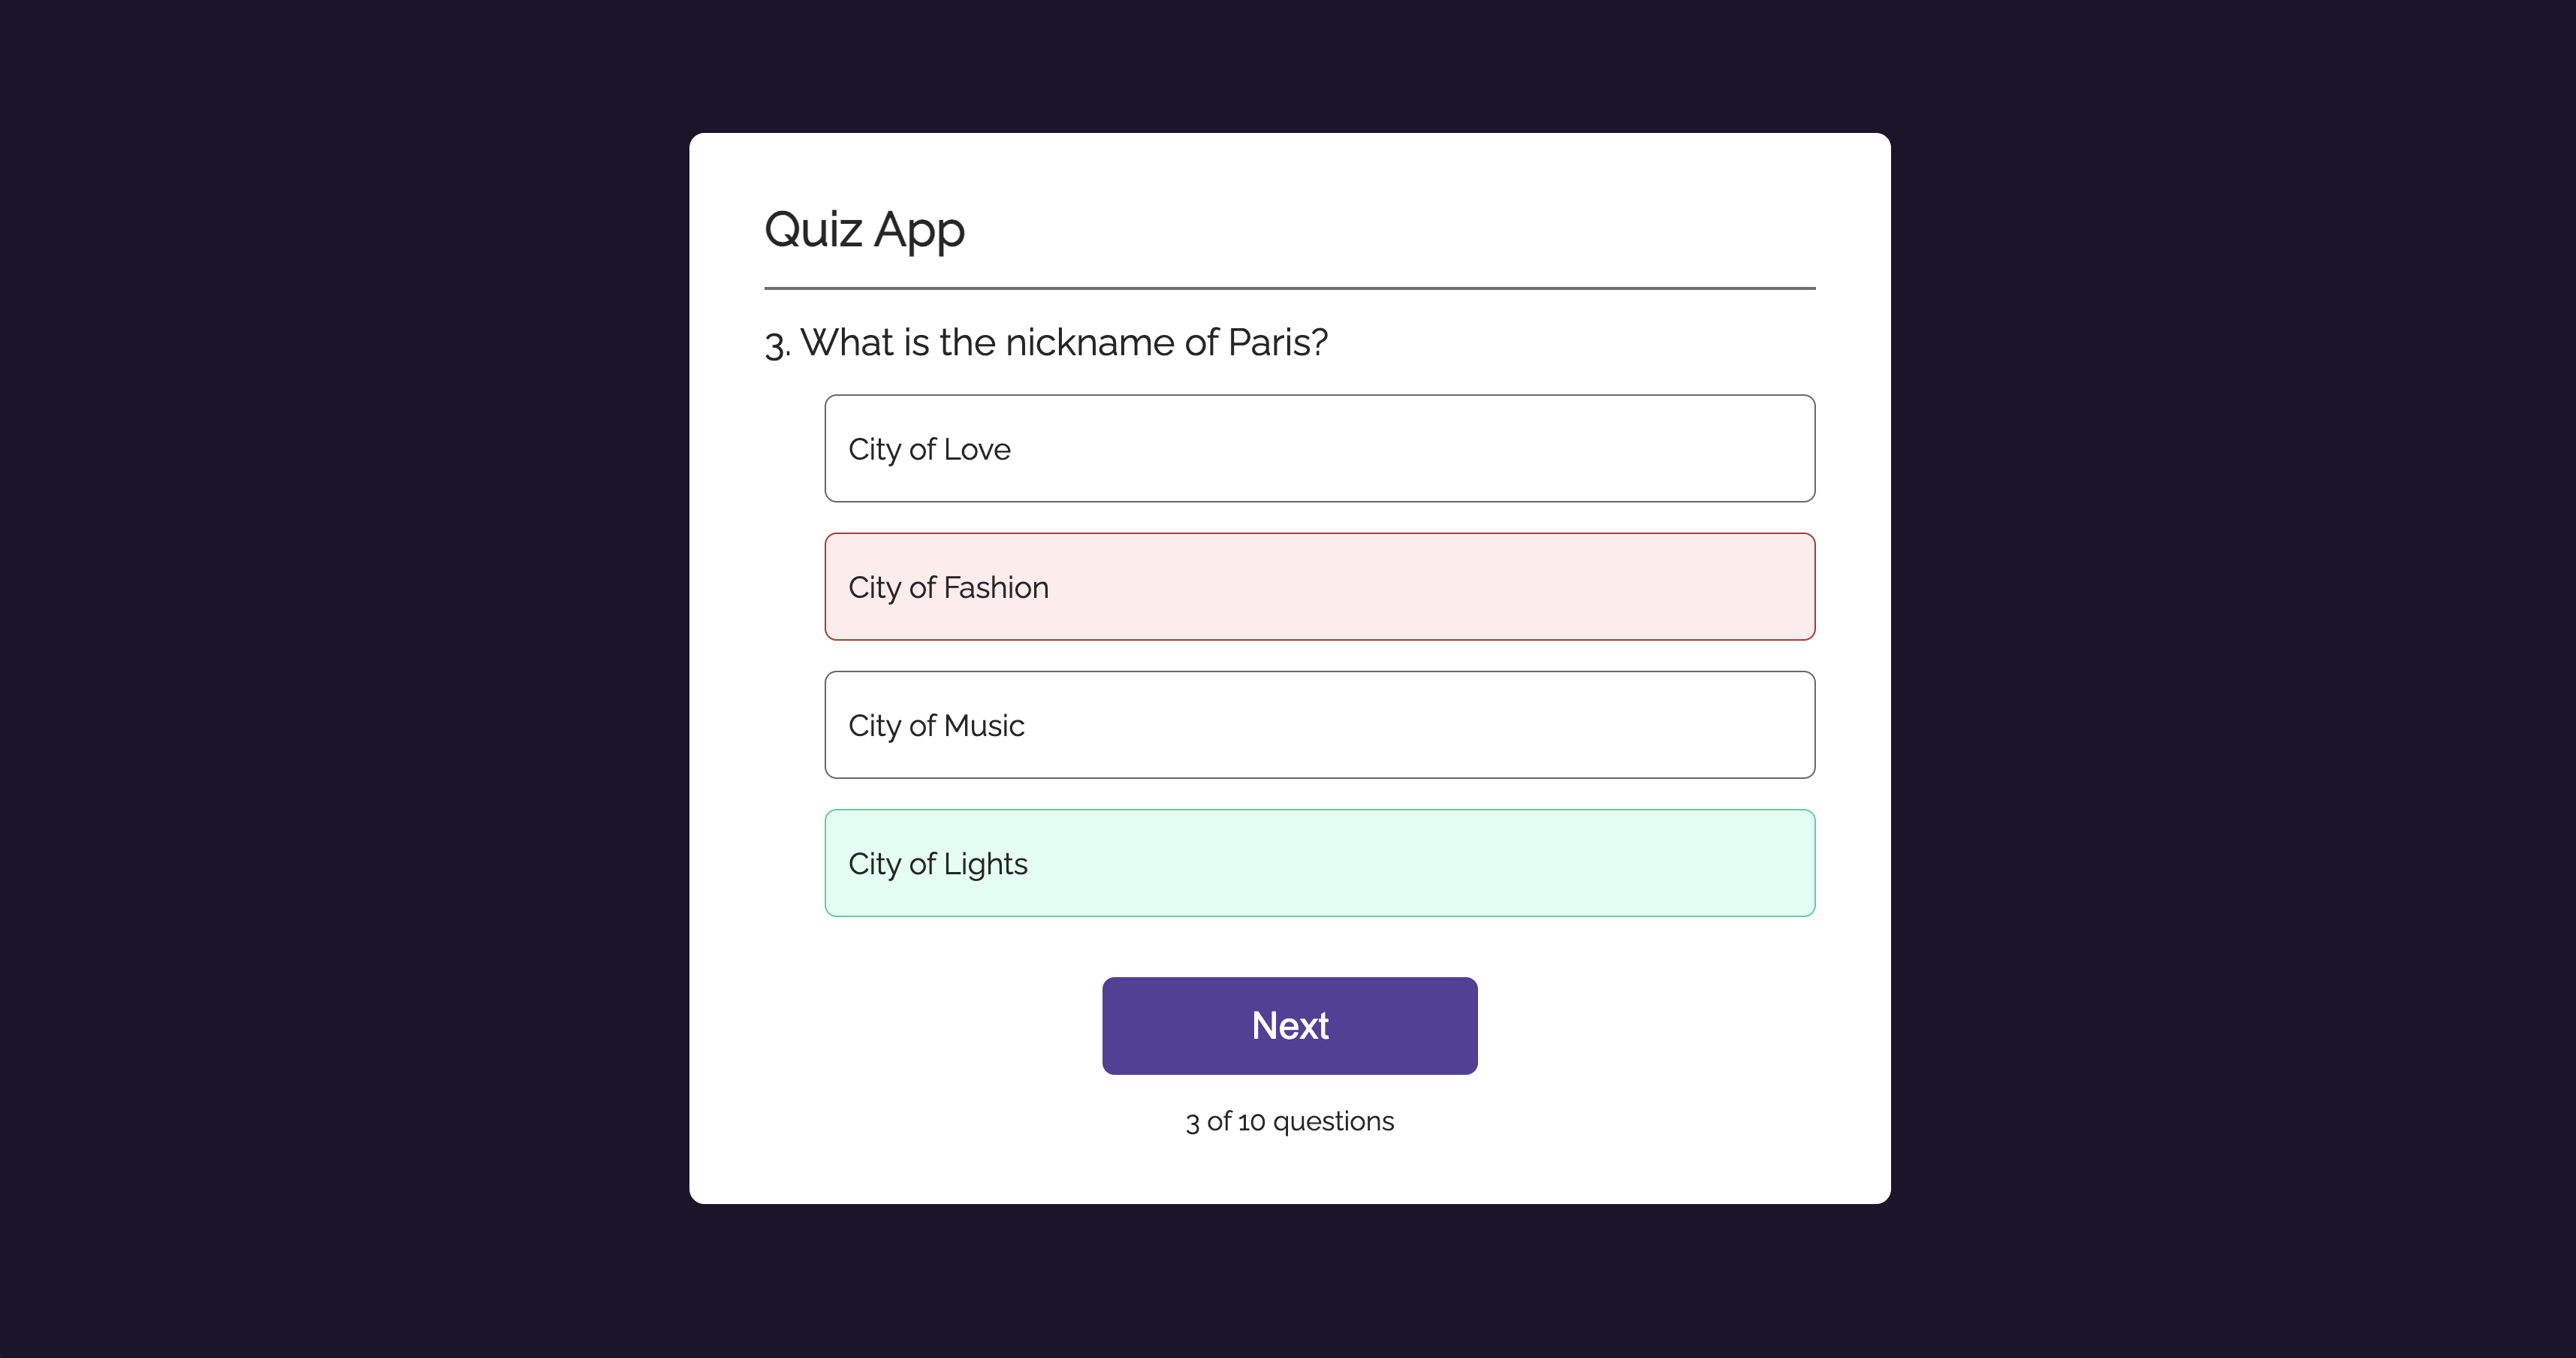 Quiz App
3. What is the nickname of Paris?
City of Love
City of Fashion
City of Music
City of Lights
Next
3 of 10 questions